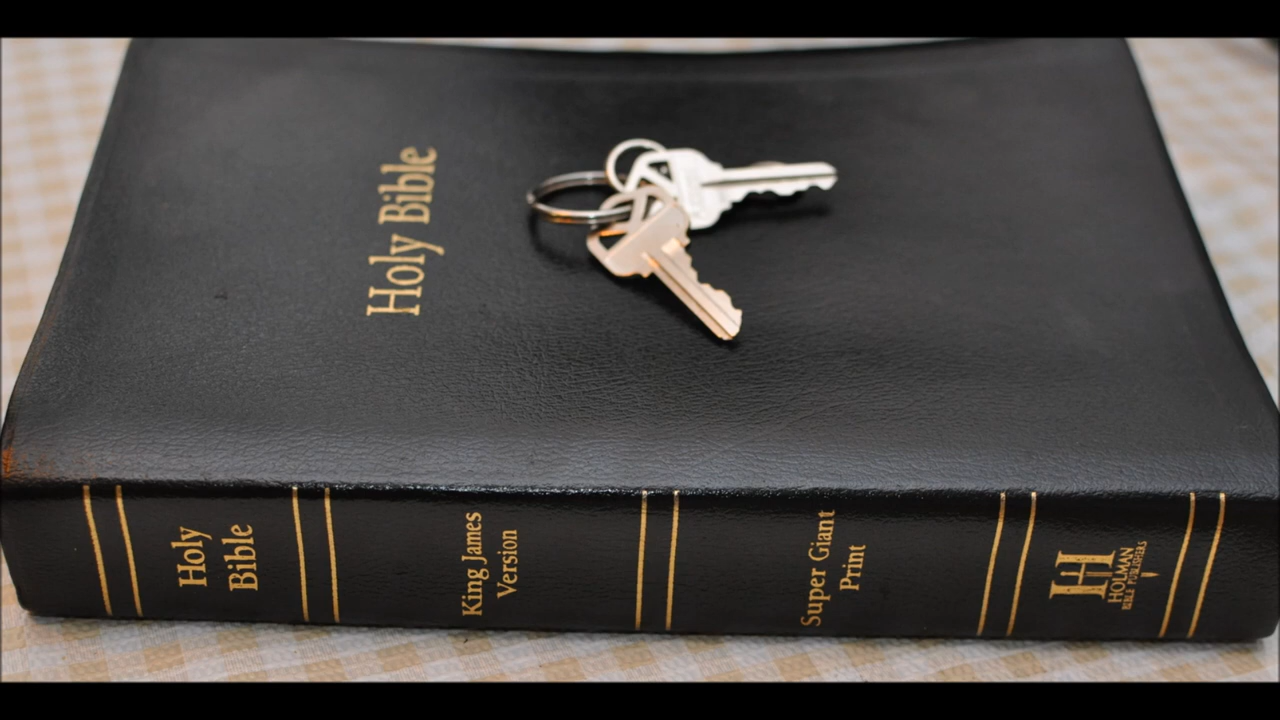 Holy Bible
Holy
Bible
King James
Version
Super Giant
Print
HOLMAN
BIBLE PUBLISHERS